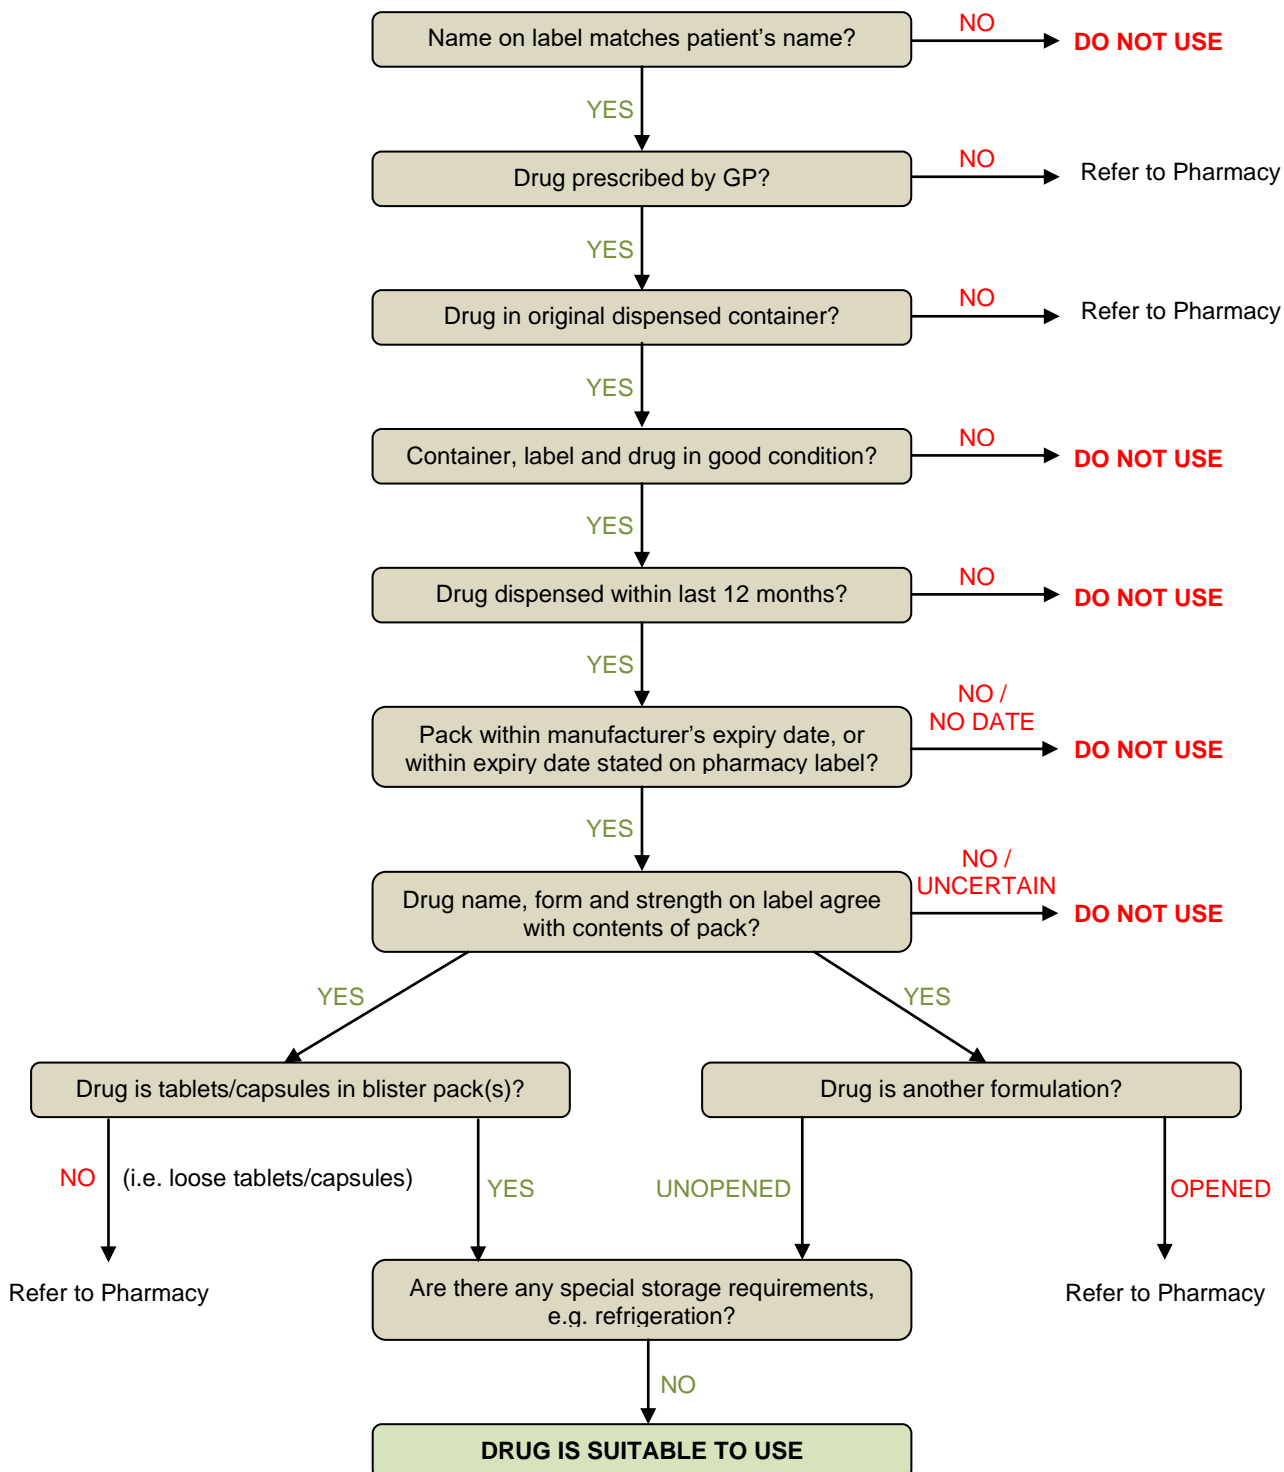 Name on label matches patient’s name?
NO
DO NOT USE
YES
Drug prescribed by GP?
NO
Refer to Pharmacy
YES
Drug in original dispensed container?
NO
Refer to Pharmacy
YES
Container, label and drug in good condition?
NO
DO NOT USE
YES
Drug dispensed within last 12 months?
NO
DO NOT USE
YES
Pack within manufacturer’s expiry date, or
within expiry date stated on pharmacy label?
NO /
NO DATE
DO NOT USE
YES
Drug name, form and strength on label agree
with contents of pack?
NO /
UNCERTAIN
DO NOT USE
YES
YES
Drug is tablets/capsules in blister pack(s)?
Drug is another formulation?
NO
(i.e. loose tablets/capsules)
YES
UNOPENED
OPENED
Refer to Pharmacy
Are there any special storage requirements,
e.g. refrigeration?
Refer to Pharmacy
NO
DRUG IS SUITABLE TO USE